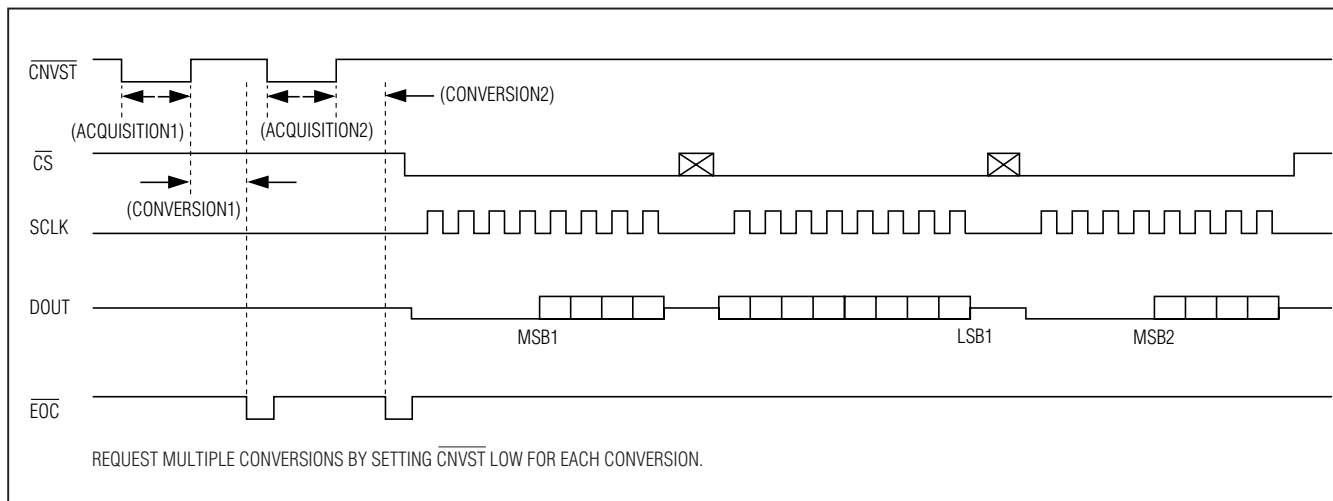 CNVST
(CONVERSION2)
(ACQUISITION1)
(ACQUISITION2)
CS
(CONVERSION1)
SCLK
DOUT
MSB1
LSB1
MSB2
EOC
REQUEST MULTIPLE CONVERSIONS BY SETTING CNVST LOW FOR EACH CONVERSION.